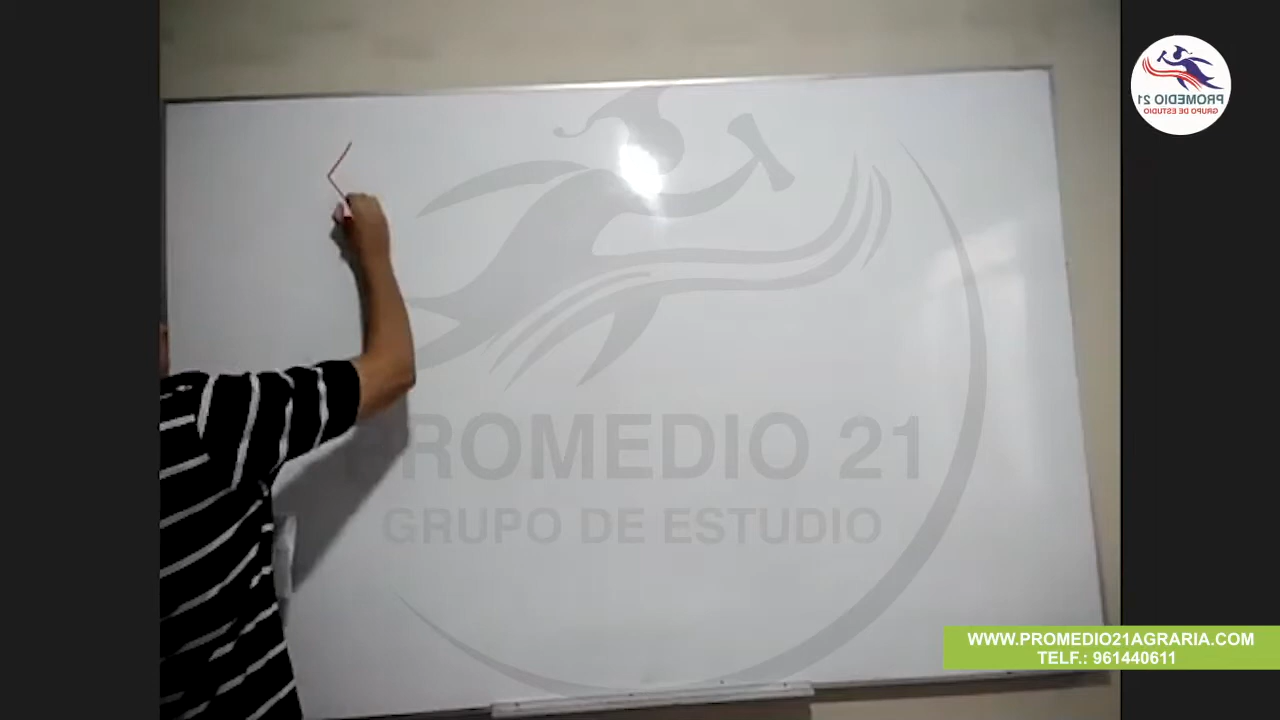 PROMEDIO 21
GRUPO DE ESTUDIO
PROMEDIO 21
GRUPO DE ESTUDIO
WWW.PROMEDIO21AGRARIA.COM
TELF.: 961440611